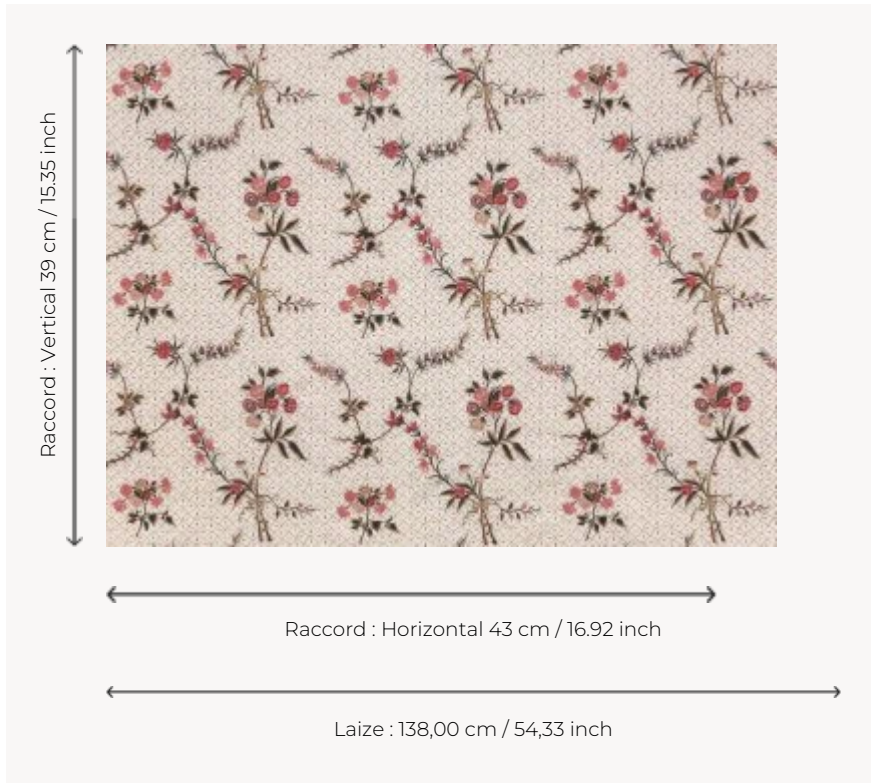 Raccord : Vertical 39 cm / 15.35 inch
Raccord : Horizontal 43 cm / 16.92 inch
Laize : 138,00 cm / 54,33 inch